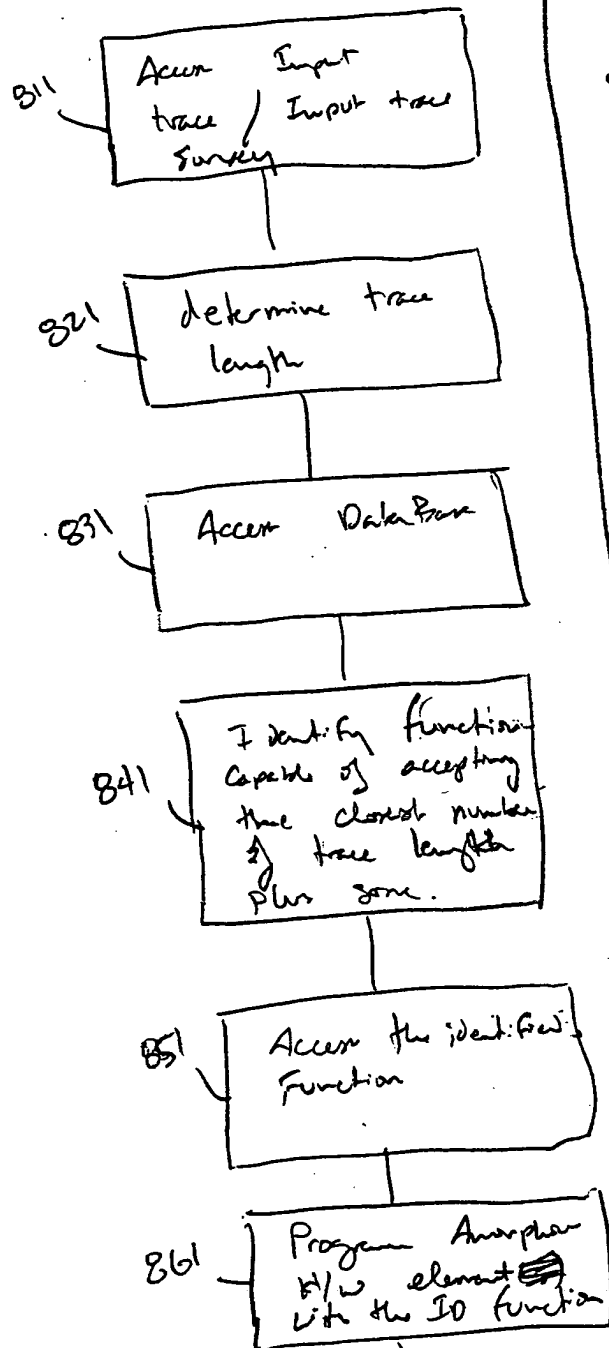 811
Access Input
trace / Input trace
Survey
821
determine trace
length
831
Access DataBase
841
Identify function
capable of accepting
the closest number
of trace lengths
plus some.
851
Access the identified
Function
861
Program Amorphous
H/W element
with the ID function